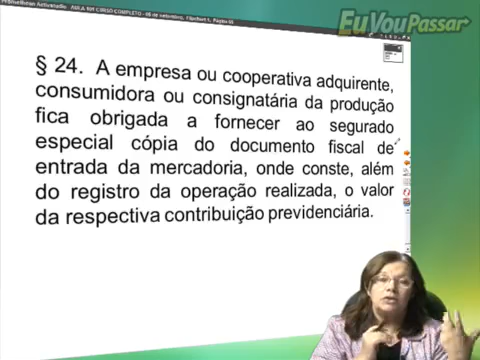 EuVouPassar
§ 24. A empresa ou cooperativa adquirente,
consumidora ou consignatária da produção
fica obrigada a fornecer ao segurado
especial cópia do documento fiscal de
entrada da mercadoria, onde conste, além
do registro da operação realizada, o valor
da respectiva contribuição previdenciária.